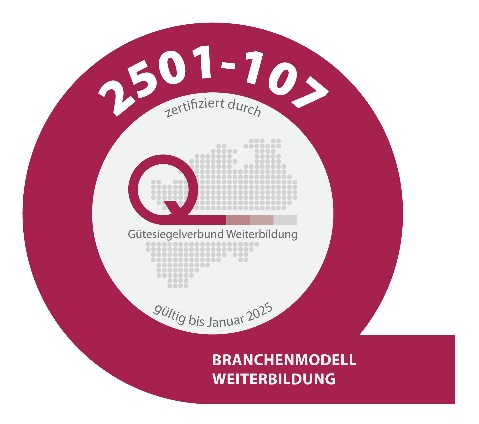 2501-107
zertifiziert durch
Gütesiegelverbund Weiterbildung
gültig bis Januar 2025
BRANCHENMODELL
WEITERBILDUNG